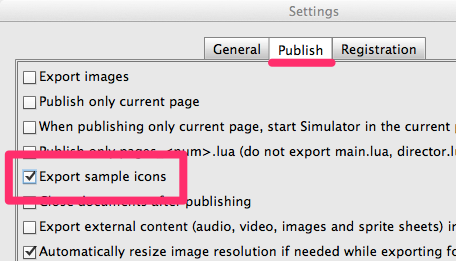 Settings
General Publish Registration
Export images
Publish only current page
When publishing only current page, start Simulator in the current p
Publish only pages <num>.lua (do not export main.lua, director.lu
Export sample icons
Close documents after publishing
Export external content (audio, video, images and sprite sheets) in
Automatically resize image resolution if needed while exporting fo